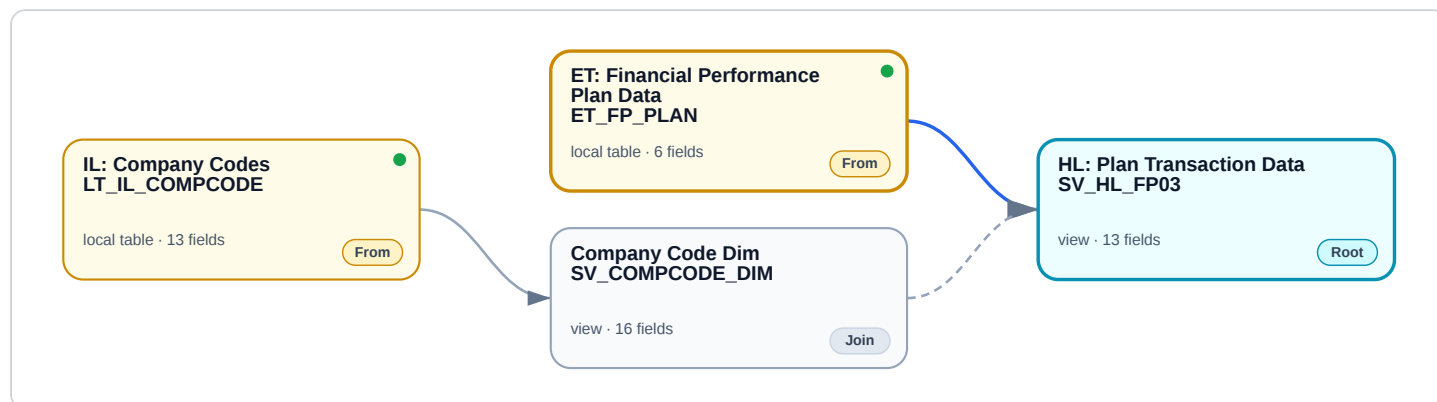 IL: Company Codes
LT_IL_COMPCODE
local table · 13 fields
From
ET: Financial Performance
Plan Data
ET_FP_PLAN
local table · 6 fields
From
Company Code Dim
SV_COMPCODE_DIM
view · 16 fields
Join
HL: Plan Transaction Data
SV_HL_FP03
view · 13 fields
Root